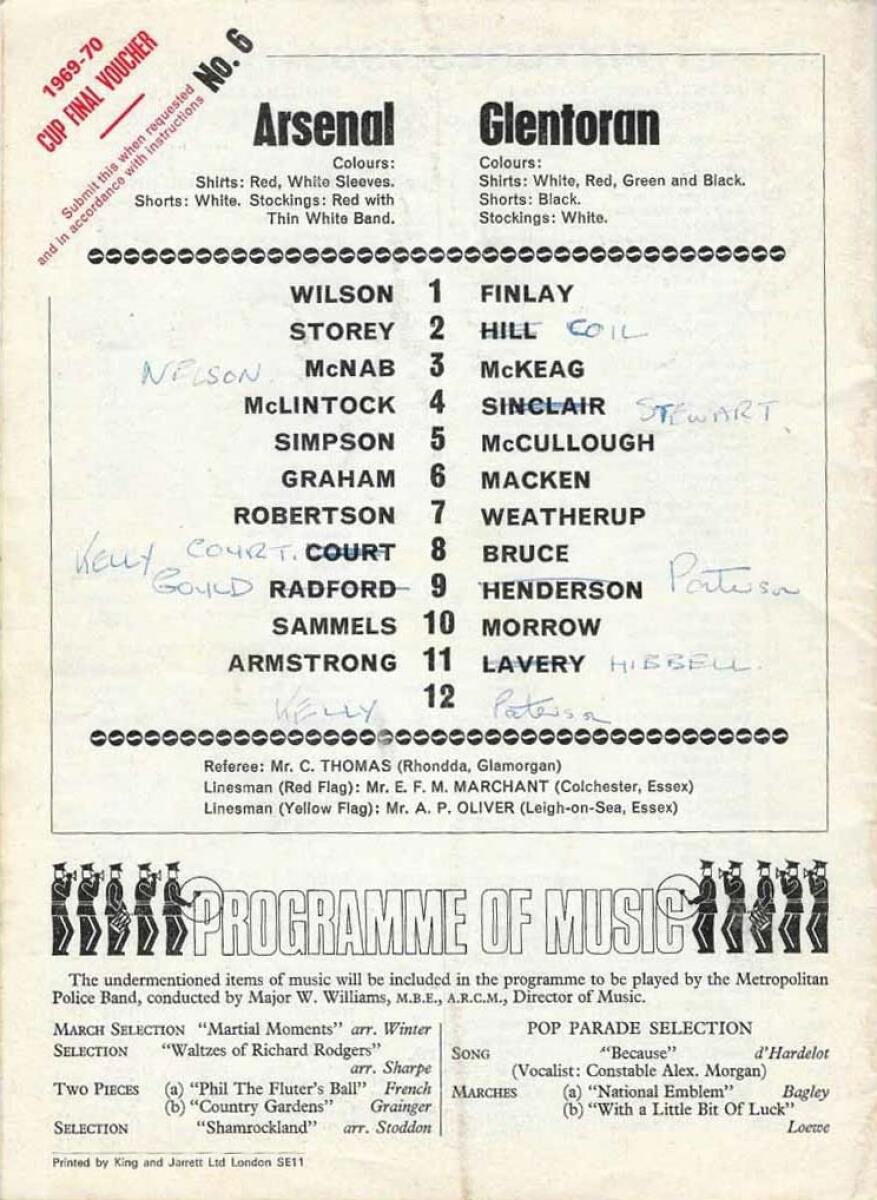 1969-70
CUP FINAL VOUCHER
No. 6
Submit this when requested
and in accordance with instructions
Arsenal
Colours:
Shirts: Red, White Sleeves.
Shorts: White. Stockings: Red with
Thin White Band.
Glentoran
Colours:
Shirts: White, Red, Green and Black.
Shorts: Black.
Stockings: White.
WILSON 1 FINLAY
STOREY 2 HILL COIL
NELSON. McNAB 3 McKEAG
McLINTOCK 4 SINCLAIR STEWART.
SIMPSON 5 McCULLOUGH
GRAHAM 6 MACKEN
ROBERTSON 7 WEATHERUP
KELLY COURT. COURT 8 BRUCE
GOULD RADFORD 9 HENDERSON Paterson
SAMMELS 10 MORROW
ARMSTRONG 11 LAVERY HIBBELL.
KELLY 12 Paterson
Referee: Mr. C. THOMAS (Rhondda, Glamorgan)
Linesman (Red Flag): Mr. E. F. M. MARCHANT (Colchester, Essex)
Linesman (Yellow Flag): Mr. A. P. OLIVER (Leigh-on-Sea, Essex)
PROGRAMME OF MUSIC
The undermentioned items of music will be included in the programme to be played by the Metropolitan
Police Band, conducted by Major W. Williams, M.B.E., A.R.C.M., Director of Music.
MARCH SELECTION "Martial Moments" arr. Winter
SELECTION "Waltzes of Richard Rodgers"
arr. Sharpe
TWO PIECES (a) "Phil The Fluter's Ball" French
(b) "Country Gardens" Grainger
SELECTION "Shamrockland" arr. Stoddon
POP PARADE SELECTION
SONG "Because" d'Hardelot
(Vocalist: Constable Alex. Morgan)
MARCHES (a) "National Emblem" Bagley
(b) "With a Little Bit Of Luck"
Loewe
Printed by King and Jarrett Ltd London SE11